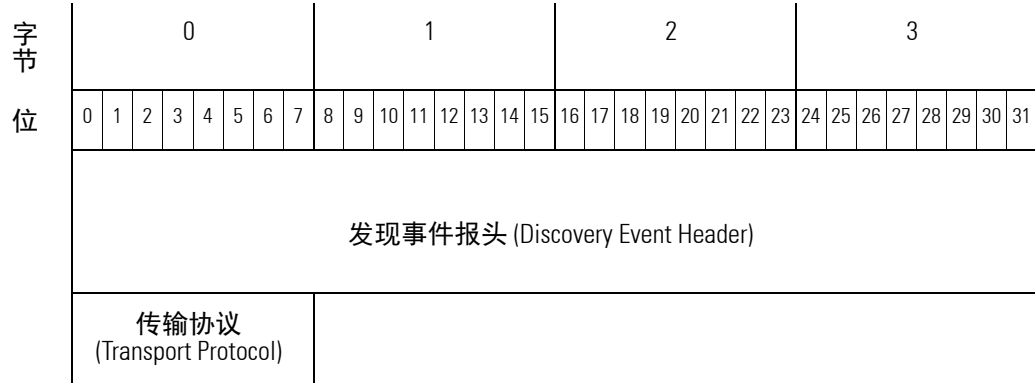 字节 0 1 2 3
位 0 1 2 3 4 5 6 7 8 9 10 11 12 13 14 15 16 17 18 19 20 21 22 23 24 25 26 27 28 29 30 31
发现事件报头 (Discovery Event Header)
传输协议
(Transport Protocol)